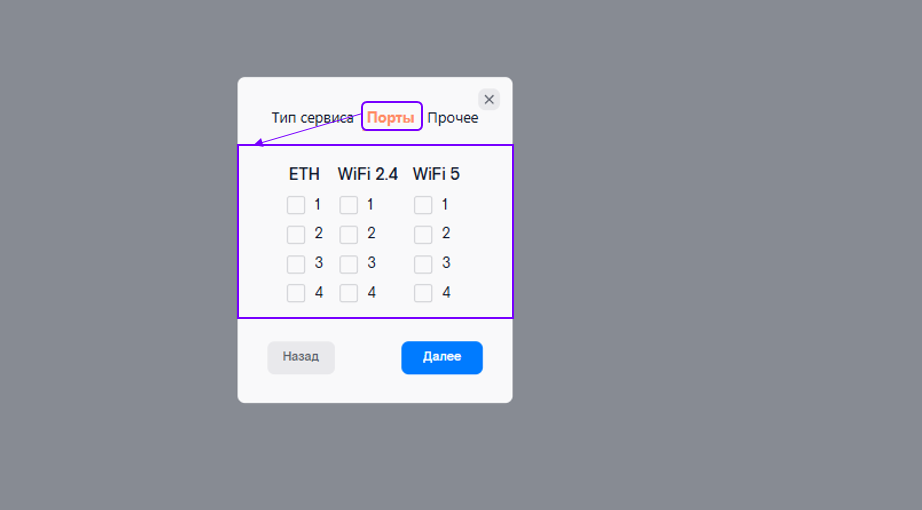 Тип сервиса Порты Прочее
ETH WiFi 2.4 WiFi 5
1 1 1
2 2 2
3 3 3
4 4 4
Назад Далее